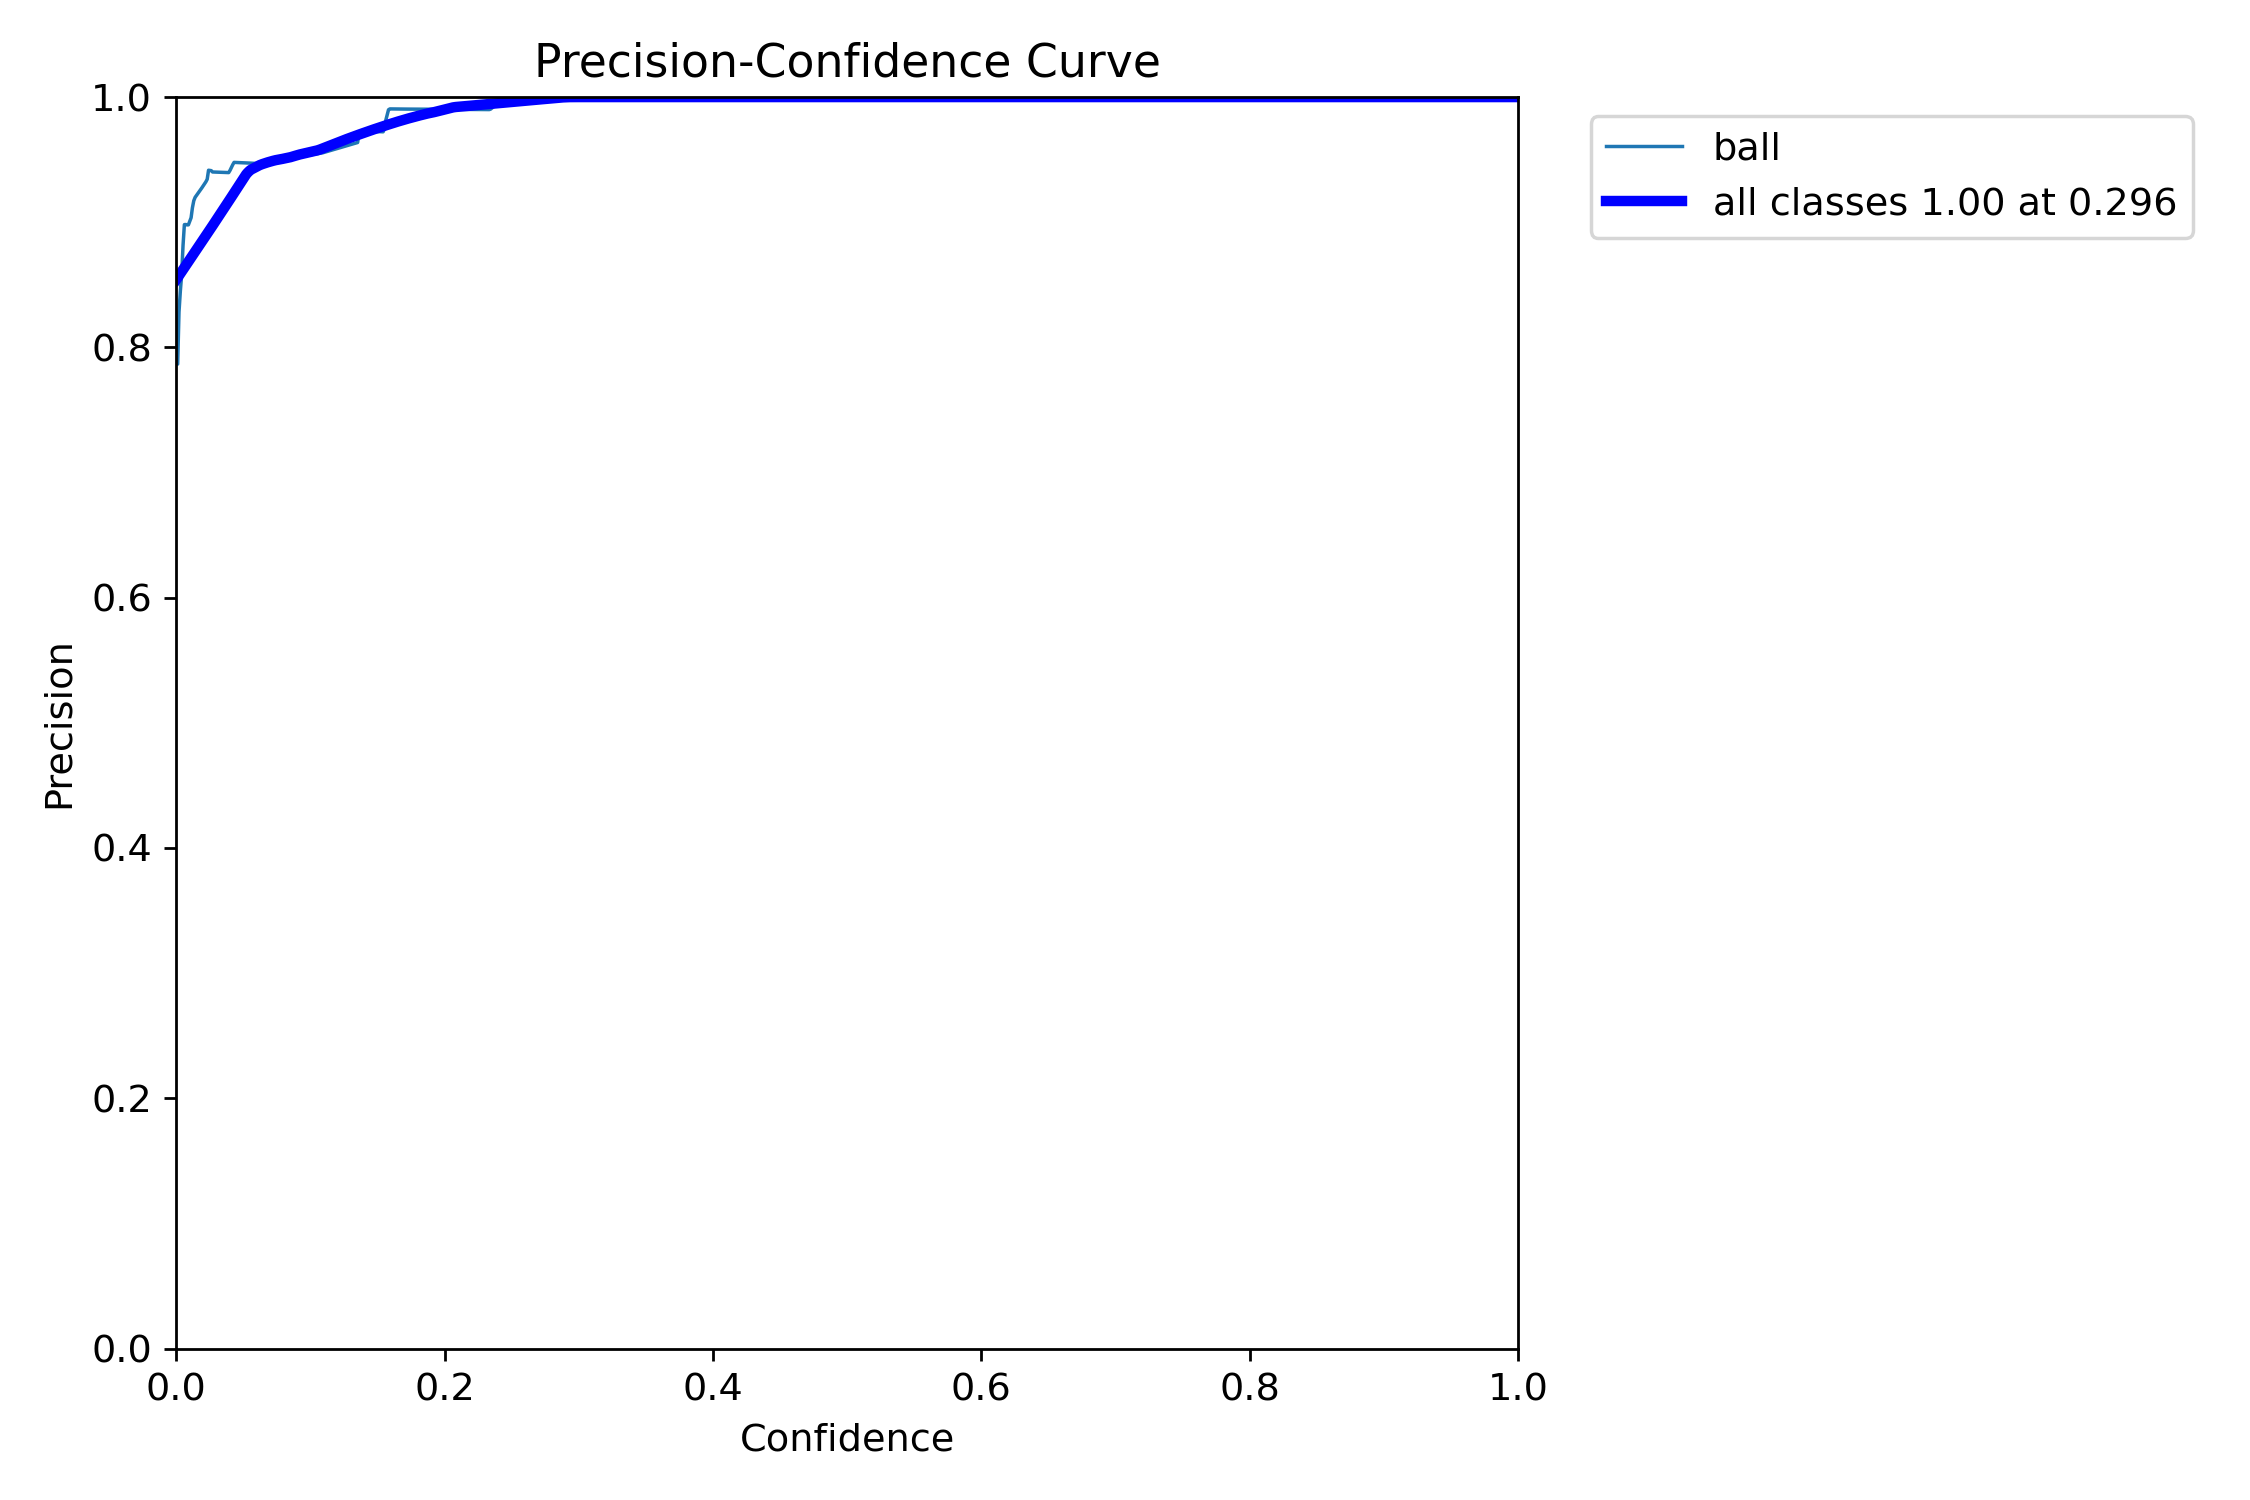 Precision-Confidence Curve
1.0
0.8
0.6
0.4
0.2
0.0
Precision
0.0 0.2 0.4 0.6 0.8 1.0
Confidence
ball
all classes 1.00 at 0.296